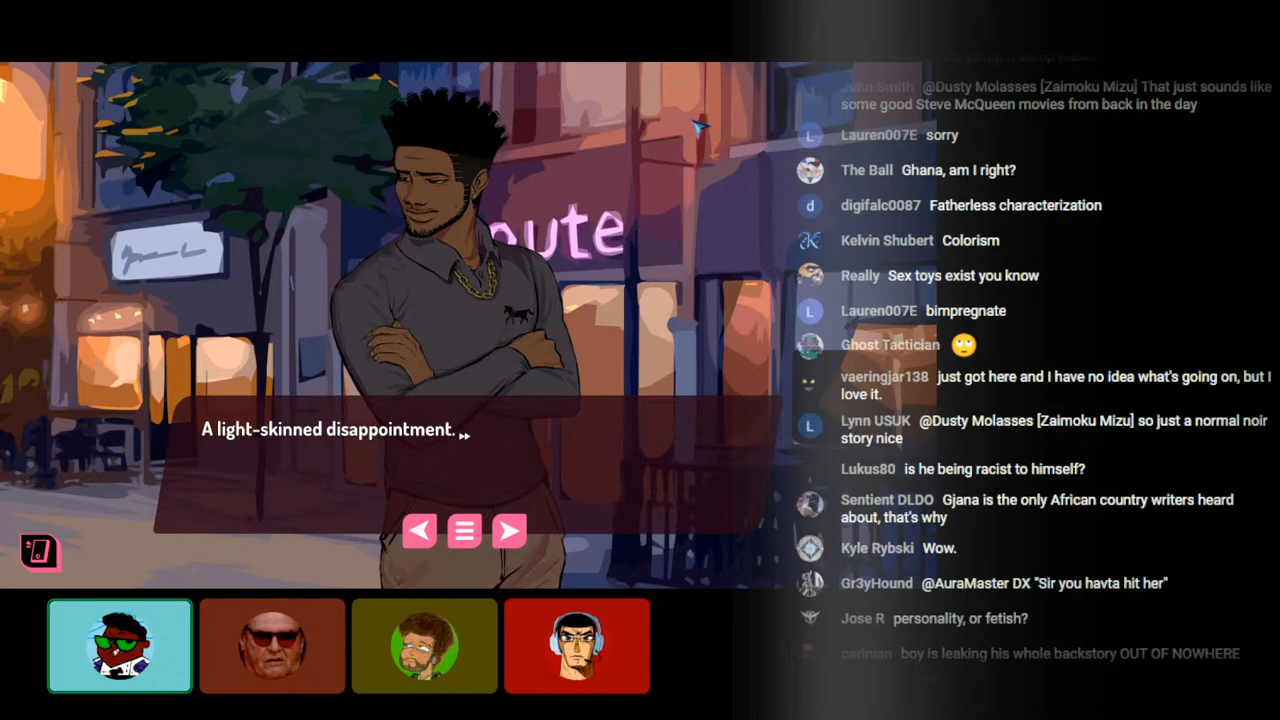 John Smith @Dusty Molasses [Zaimoku Mizu] That just sounds like
some good Steve McQueen movies from back in the day
Lauren007E sorry
The Ball Ghana, am I right?
digifalc0087 Fatherless characterization
Kelvin Shubert Colorism
Really Sex toys exist you know
Lauren007E bimpregnate
Ghost Tactician
vaeringjar138 just got here and I have no idea what's going on, but I
love it.
Lynn USUK @Dusty Molasses [Zaimoku Mizu] so just a normal noir
story nice
Lukus80 is he being racist to himself?
Sentient DLDO Gjana is the only African country writers heard
about, that's why
Kyle Rybski Wow.
Gr3yHound @AuraMaster DX "Sir you havta hit her"
Jose R personality, or fetish?
parinian boy is leaking his whole backstory OUT OF NOWHERE
A light-skinned disappointment.